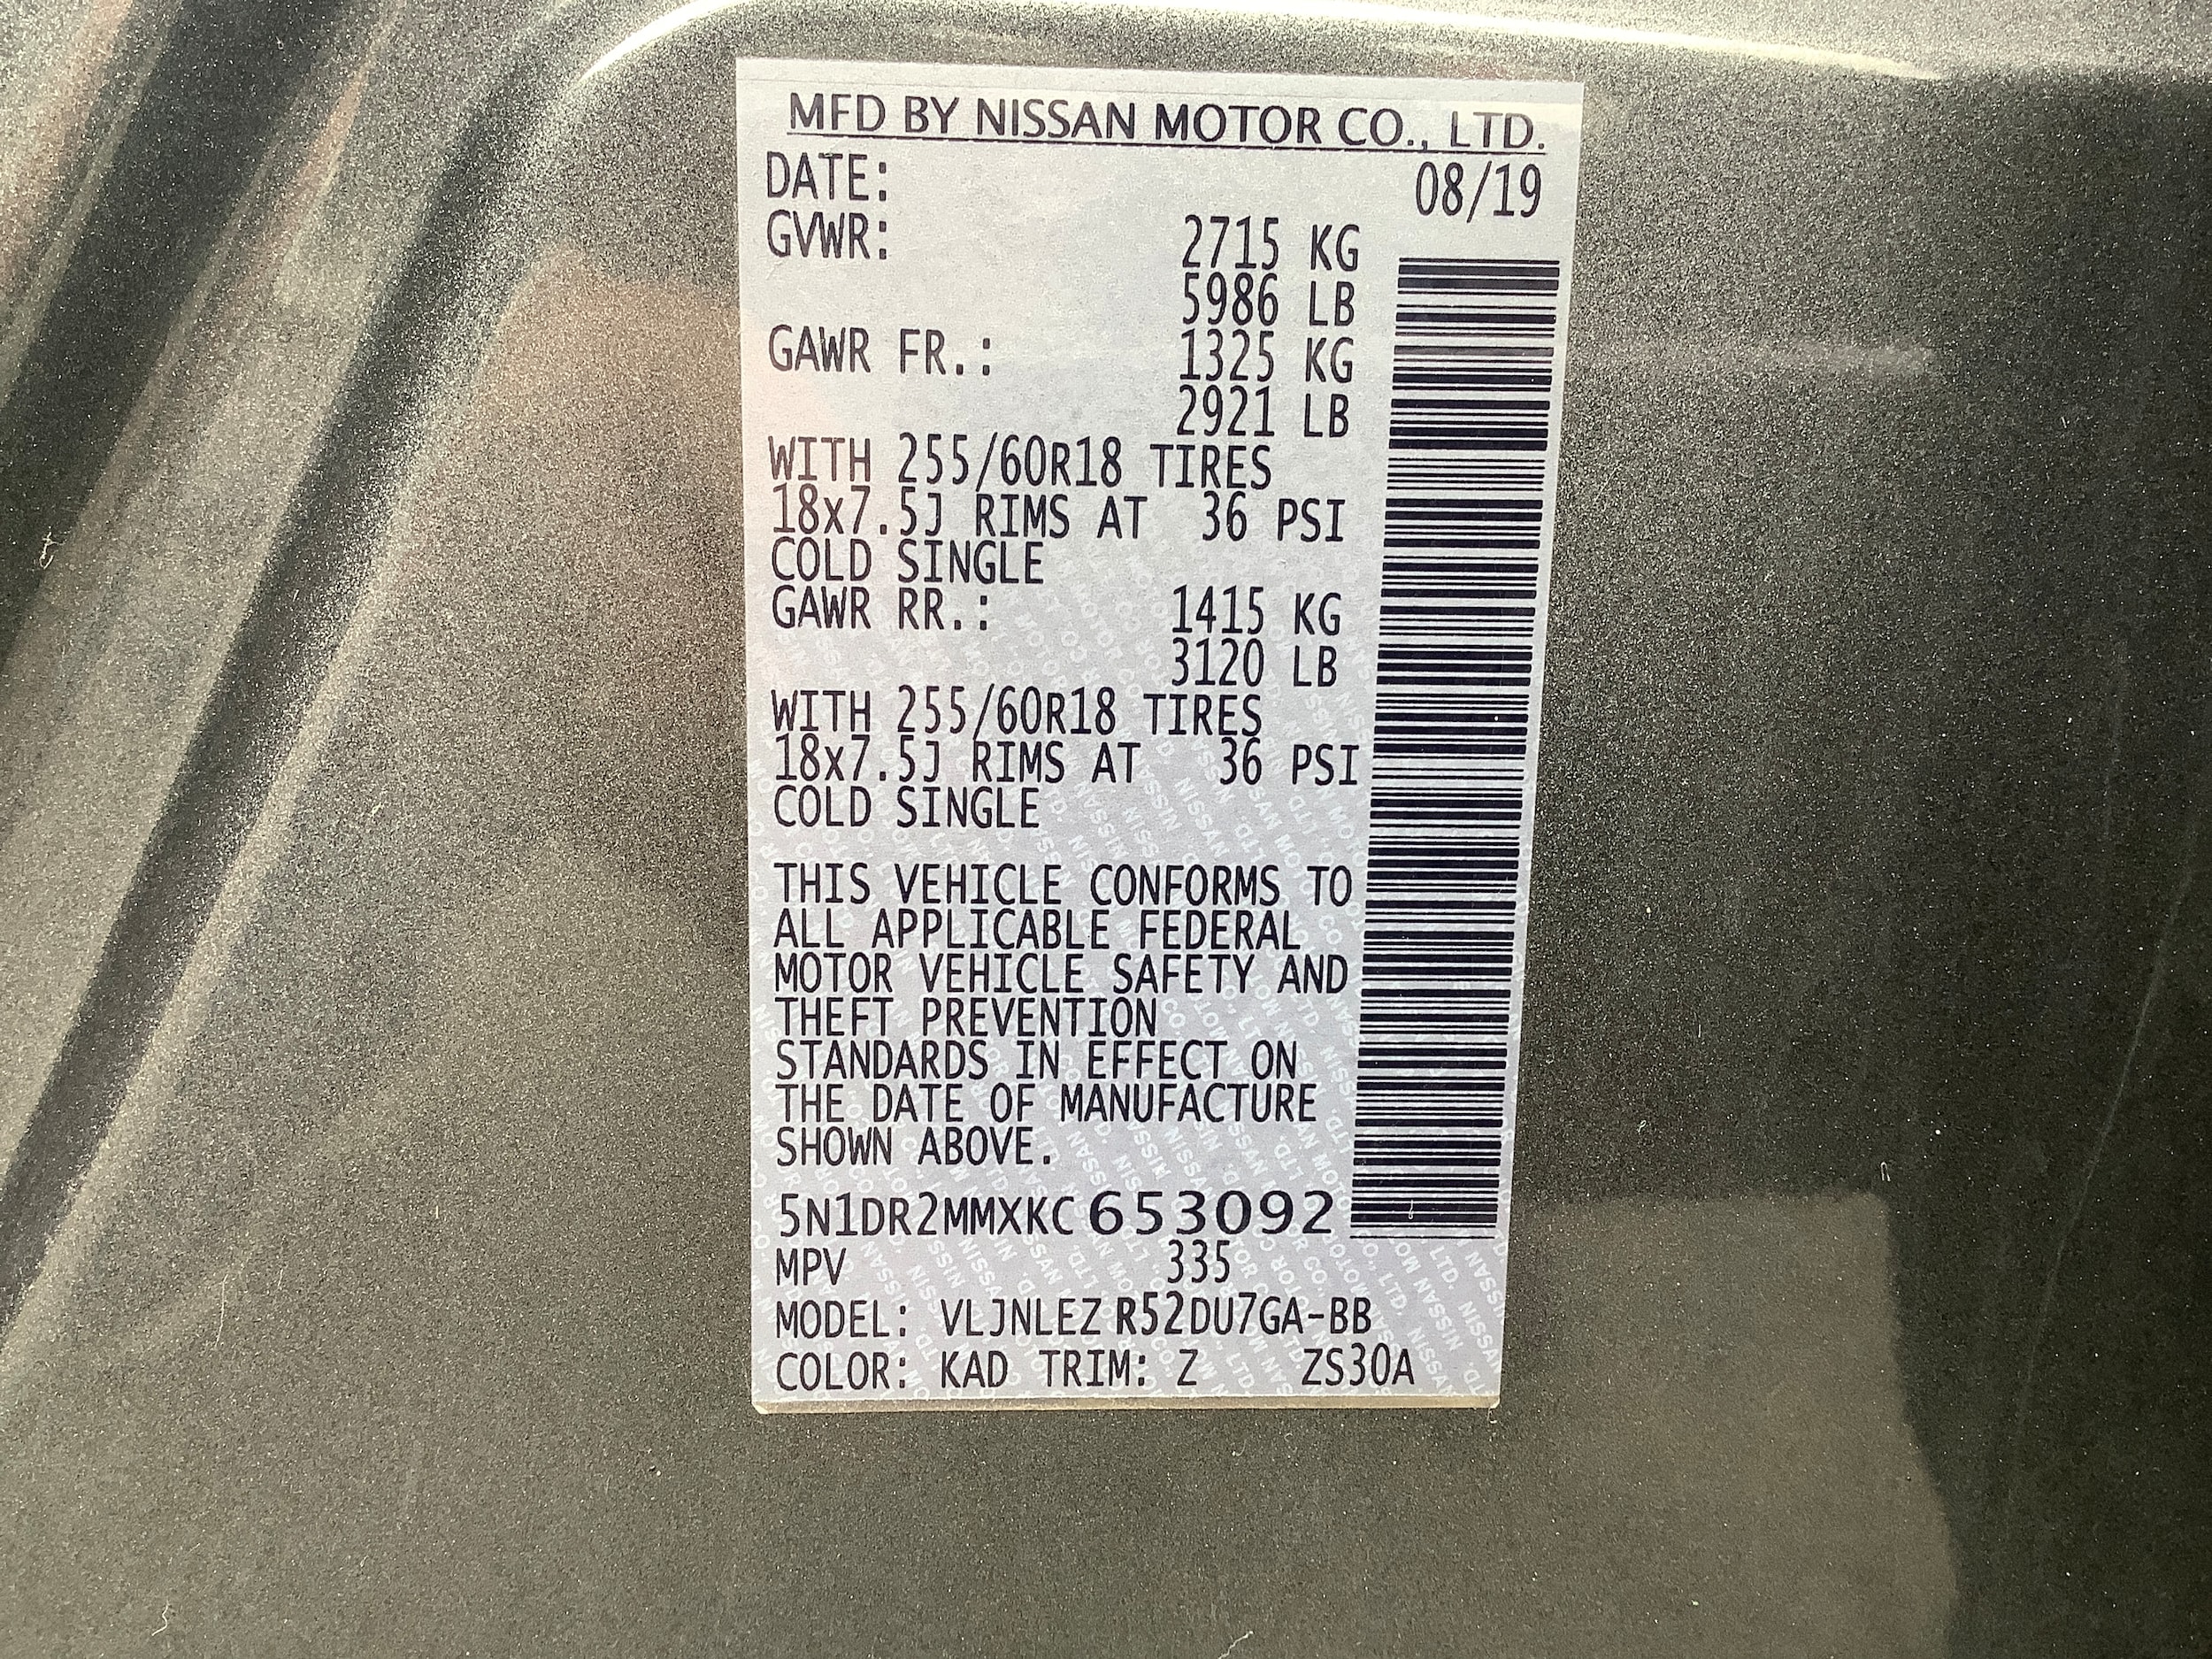 MFD BY NISSAN MOTOR CO., LTD.
DATE: 08/19
GVWR: 2715 KG
5986 LB
GAWR FR.: 1325 KG
2921 LB
WITH 255/60R18 TIRES
18x7.5J RIMS AT 36 PSI
COLD SINGLE
GAWR RR.: 1415 KG
3120 LB
WITH 255/60R18 TIRES
18x7.5J RIMS AT 36 PSI
COLD SINGLE
THIS VEHICLE CONFORMS TO
ALL APPLICABLE FEDERAL
MOTOR VEHICLE SAFETY AND
THEFT PREVENTION
STANDARDS IN EFFECT ON
THE DATE OF MANUFACTURE
SHOWN ABOVE.
5N1DR2MMXKC653092
MPV 335
MODEL: VLJNLEZ R52DU7GA-BB
COLOR: KAD TRIM: Z ZS30A